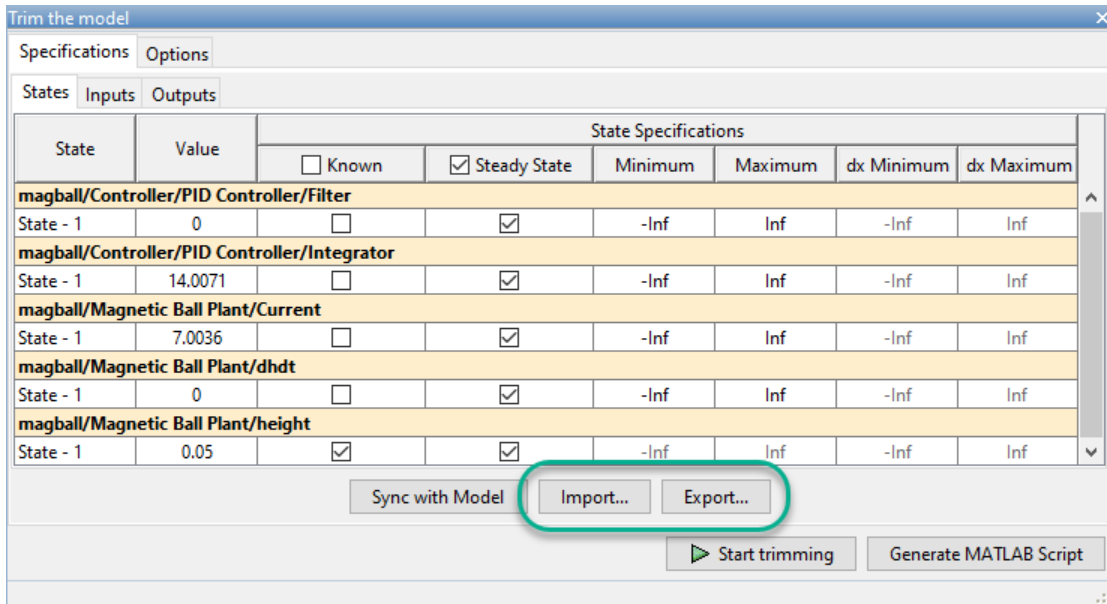 Trim the model
Specifications Options
States Inputs Outputs
State Value State Specifications
Known Steady State Minimum Maximum dx Minimum dx Maximum
magball/Controller/PID Controller/Filter
State - 1 0 -Inf Inf -Inf Inf
magball/Controller/PID Controller/Integrator
State - 1 14.0071 -Inf Inf -Inf Inf
magball/Magnetic Ball Plant/Current
State - 1 7.0036 -Inf Inf -Inf Inf
magball/Magnetic Ball Plant/dhdt
State - 1 0 -Inf Inf -Inf Inf
magball/Magnetic Ball Plant/height
State - 1 0.05 -Inf Inf -Inf Inf
Sync with Model Import... Export...
Start trimming Generate MATLAB Script